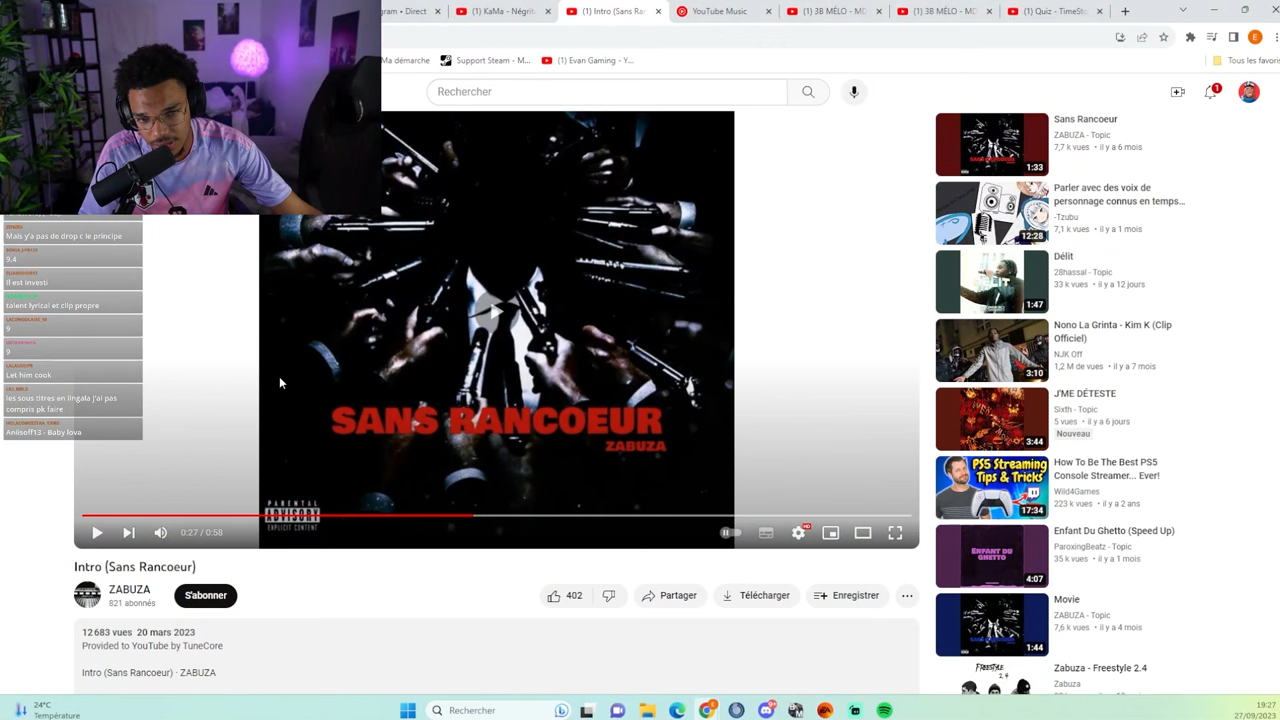 gram • Direct
(1) KaMa - Négrit
(1) Intro (Sans Ra
YouTube Music
(1) 3B MÉLO - MD
(1) 3B MÉLO - MD
(1) Quiz - TimeSto
Ma démarche
Support Steam - M...
(1) Evan Gaming - Y...
Tous les favoris
Rechercher
1
E
Mais y'a pas de drop c le principe
9,4
Il est investi
talent lyrical et clip propre
9
9
Let him cook
les sous titres en lingala j'ai pas
compris pk faire
Aniisoff13 - Baby lova
SANS RANCOEUR
ZABUZA
PARENTAL
ADVISORY
EXPLICIT CONTENT
0:27 / 0:58
HD
Intro (Sans Rancoeur)
ZABUZA
821 abonnés
S'abonner
402
Partager
Télécharger
Enregistrer
12 683 vues 20 mars 2023
Provided to YouTube by TuneCore
Intro (Sans Rancoeur) · ZABUZA
Sans Rancoeur
ZABUZA - Topic
7,7 k vues • il y a 6 mois
1:33
Parler avec des voix de
personnage connus en temps...
-Tzubu
7,1 k vues • il y a 1 mois
12:28
Délit
28hassal - Topic
33 k vues • il y a 12 jours
1:47
Nono La Grinta - Kim K (Clip
Officiel)
NJK Off
1,2 M de vues • il y a 7 mois
3:10
J'ME DÉTESTE
Sixth - Topic
5 vues • il y a 6 jours
Nouveau
3:44
How To Be The Best PS5
Console Streamer... Ever!
Wild4Games
223 k vues • il y a 2 ans
PS5 Streaming
Tips & Tricks
17:34
Enfant Du Ghetto (Speed Up)
ParoxingBeatz - Topic
35 k vues • il y a 1 mois
ENFANT DU
GHETTO
4:07
Movie
ZABUZA - Topic
7,6 k vues • il y a 4 mois
1:44
Zabuza - Freestyle 2.4
Zabuza
FREESTYLE
2.4
24°C
Température
Rechercher
19:27
27/09/2023